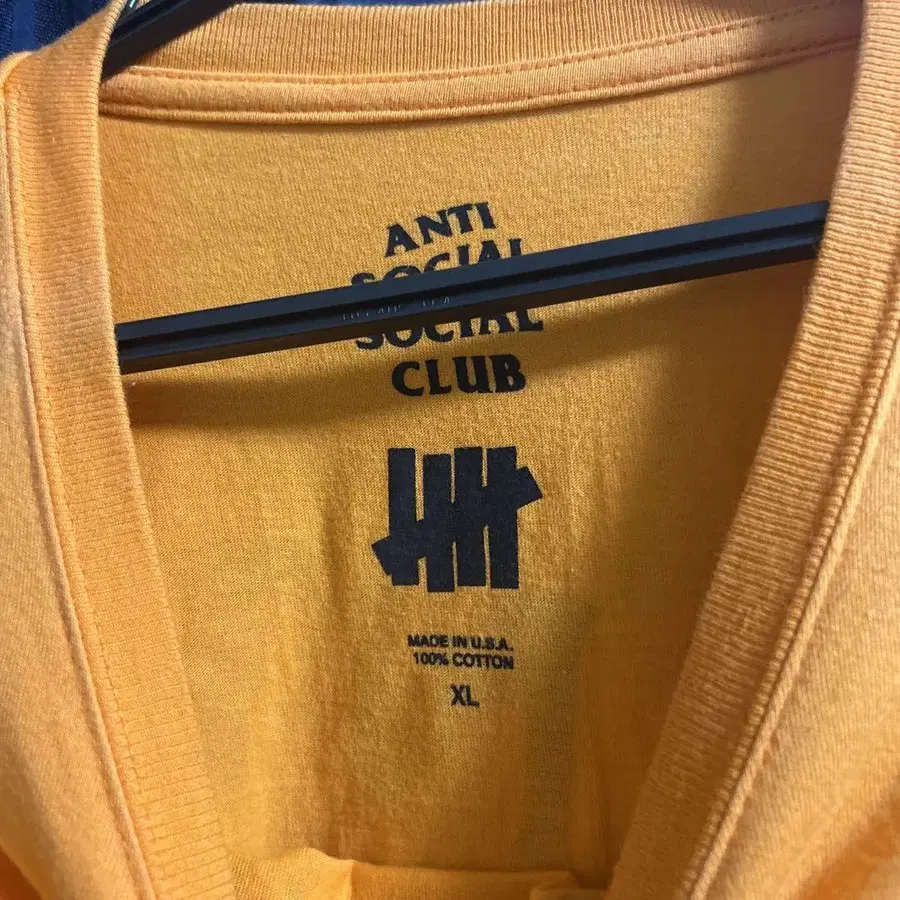 ANTI
SOCIAL
SOCIAL
CLUB
MADE IN U.S.A.
100% COTTON
XL